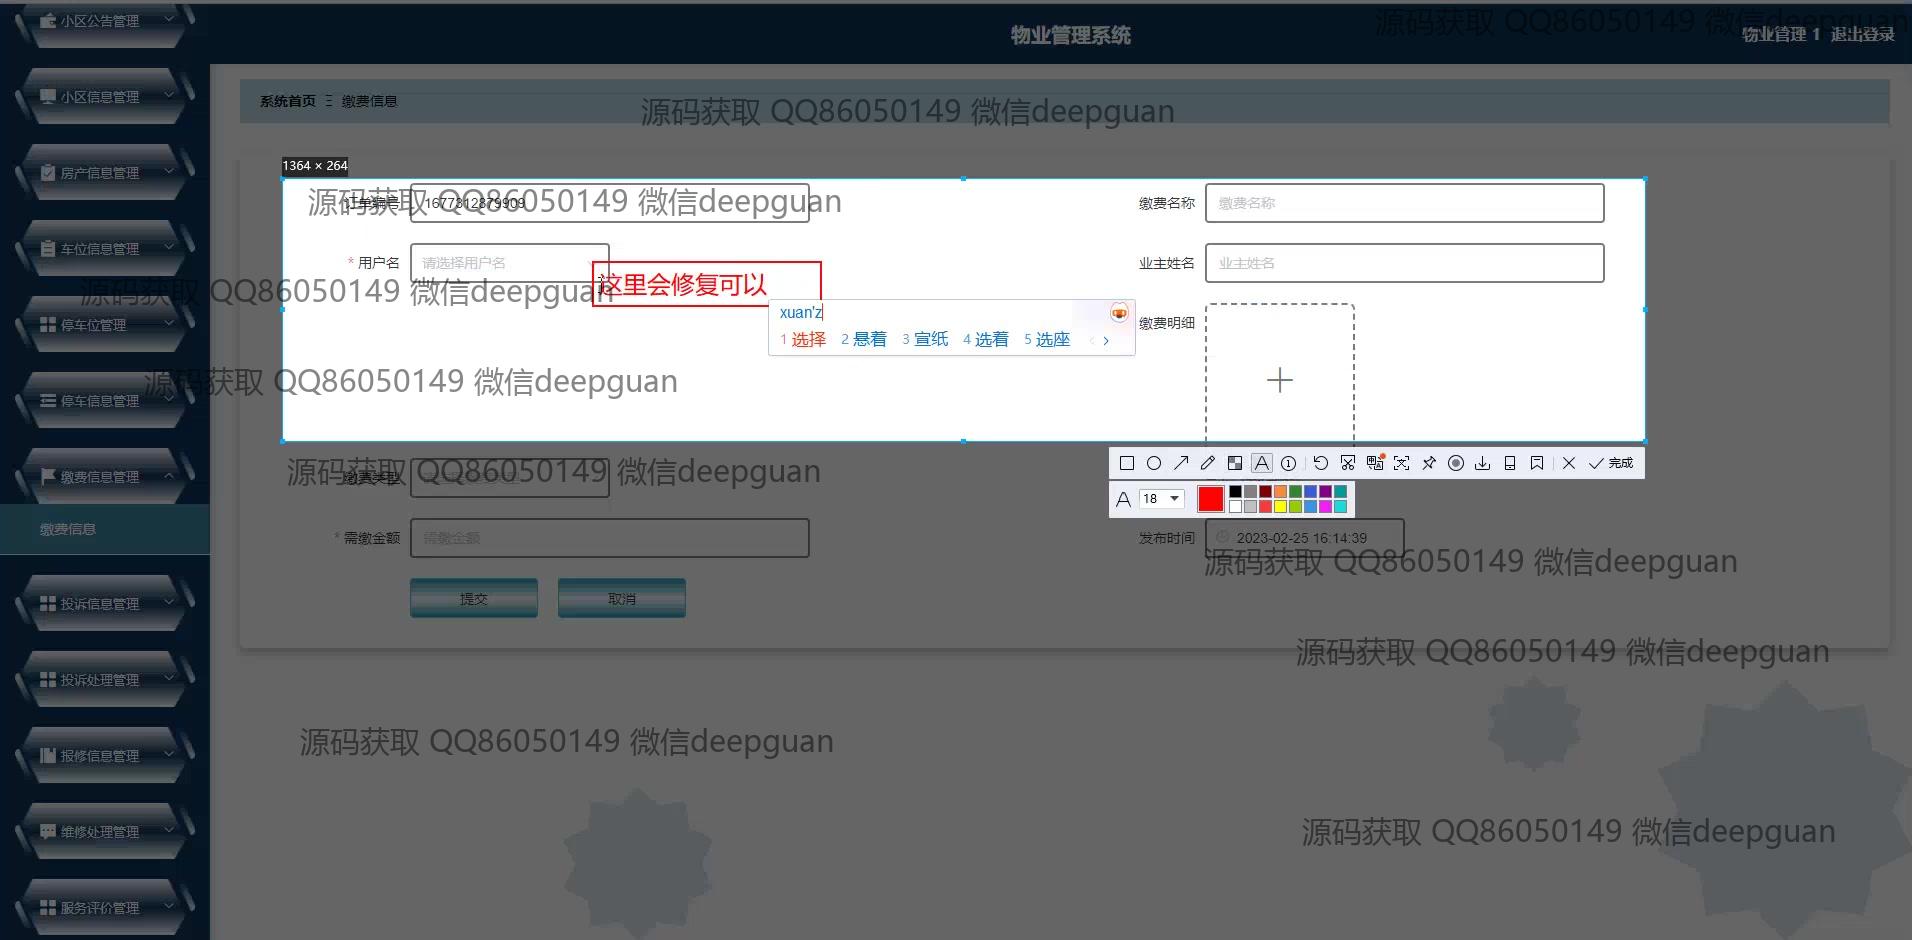 小区公告管理
物业管理系统
源码获取 QQ86050149 微信deepguan
物业管理 1 退出登录
小区信息管理
系统首页 Ξ 缴费信息
源码获取 QQ86050149 微信deepguan
1364 × 264
房产信息管理
源码获取 QQ86050149 微信deepguan
订单编号 1677312879909
缴费名称 缴费名称
车位信息管理
* 用户名 请选择用户名
业主姓名 业主姓名
这里会修复可以
源码获取 QQ86050149 微信deepguan
xuan'z
1 选择 2 悬着 3 宣纸 4 选着 5 选座
停车位管理
缴费明细
源码获取 QQ86050149 微信deepguan
停车信息管理
完成
源码获取 QQ86050149 微信deepguan
缴费类型
缴费信息管理
A 18
缴费信息
* 需缴金额 需缴金额
发布时间 2023-02-25 16:14:39
源码获取 QQ86050149 微信deepguan
提交 取消
投诉信息管理
源码获取 QQ86050149 微信deepguan
投诉处理管理
源码获取 QQ86050149 微信deepguan
报修信息管理
源码获取 QQ86050149 微信deepguan
维修处理管理
服务评价管理